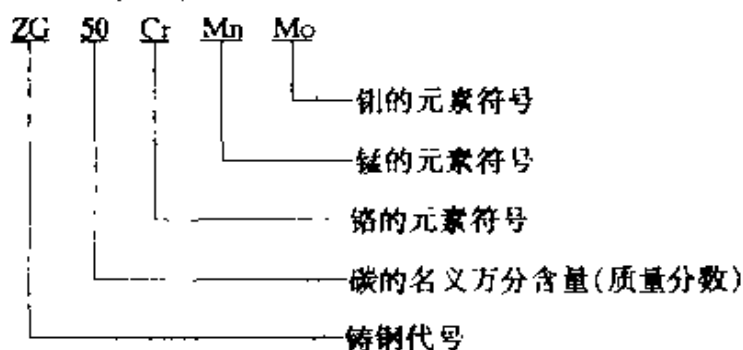 ZG 50 Cr Mn Mo
钼的元素符号
锰的元素符号
铬的元素符号
碳的名义万分含量(质量分数)
铸钢代号